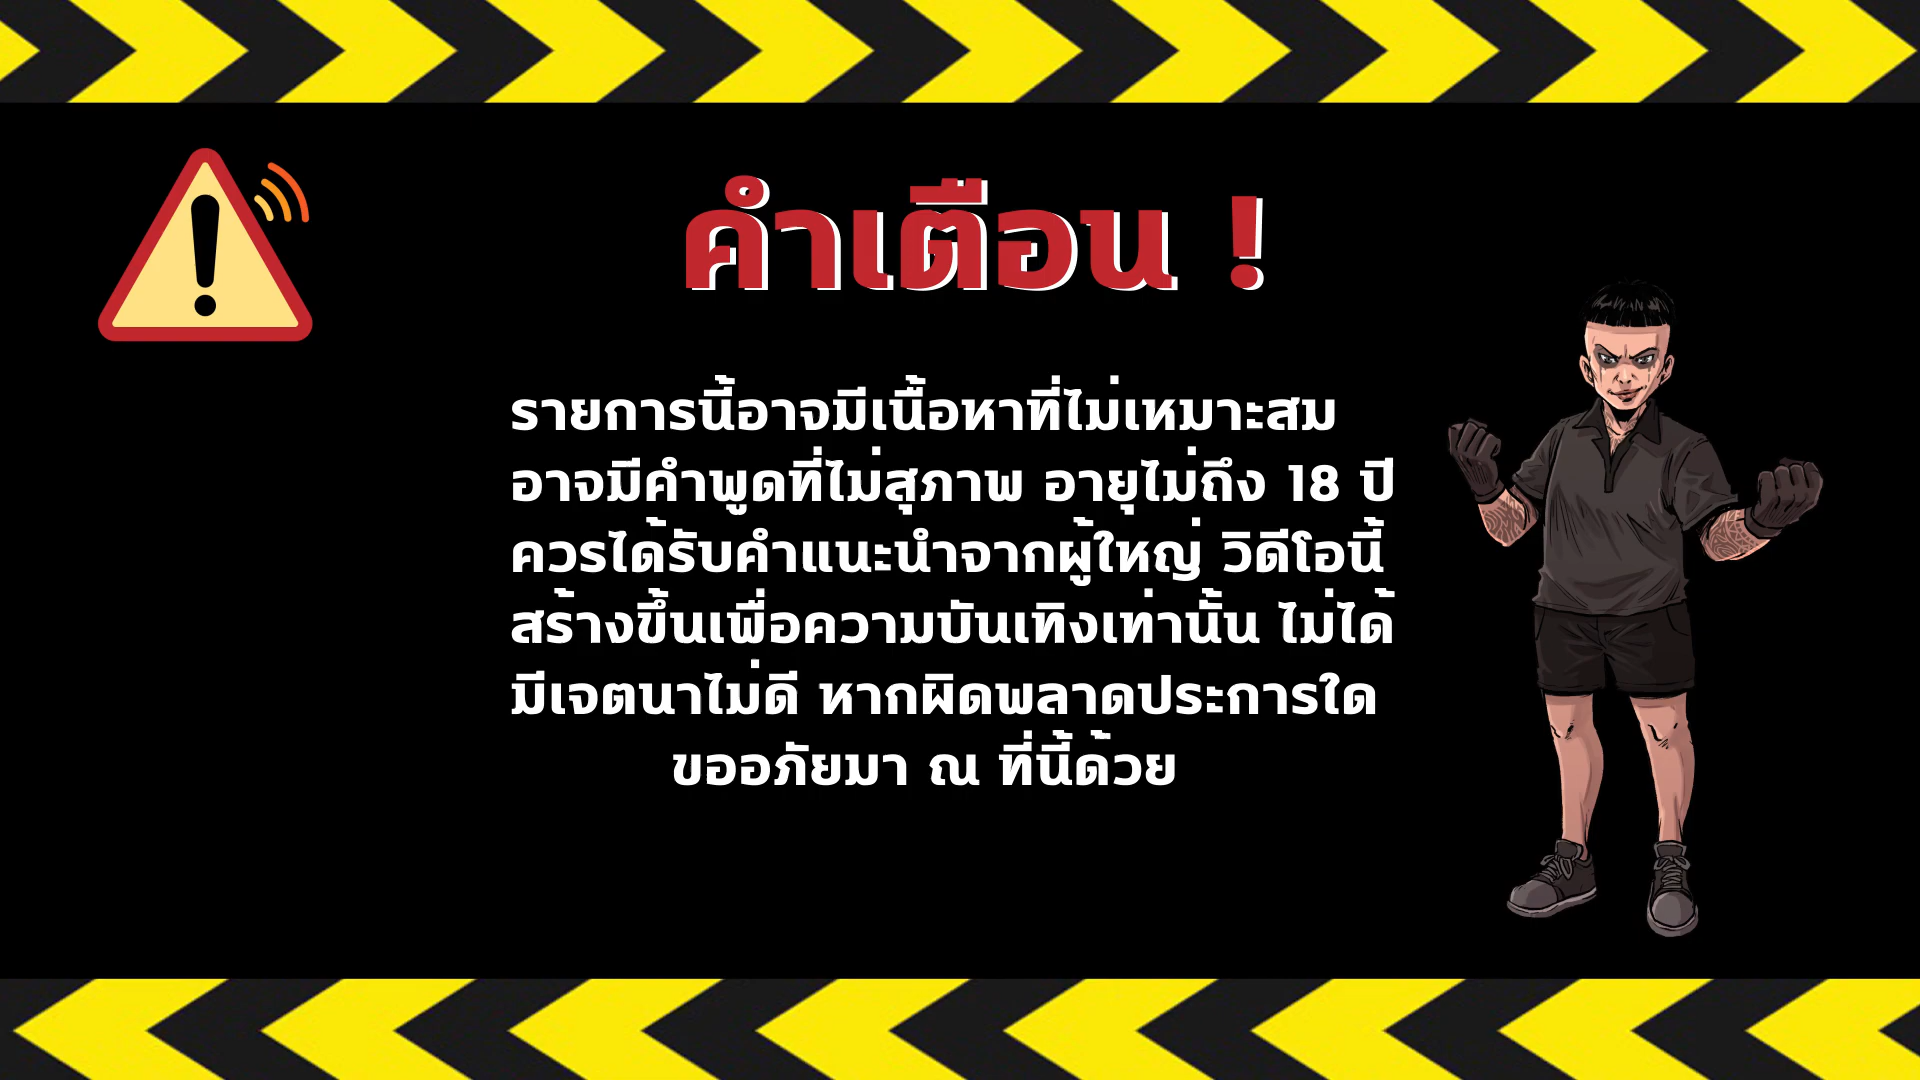 คำเตือน !
รายการนี้อาจมีเนื้อหาที่ไม่เหมาะสม
อาจมีคำพูดที่ไม่สุภาพ อายุไม่ถึง 18 ปี
ควรได้รับคำแนะนำจากผู้ใหญ่ วิดีโอนี้
สร้างขึ้นเพื่อความบันเทิงเท่านั้น ไม่ได้
มีเจตนาไม่ดี หากผิดพลาดประการใด
ขออภัยมา ณ ที่นี้ด้วย